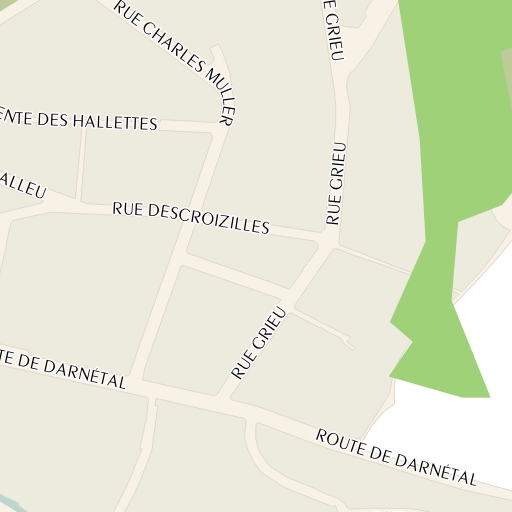 RUE CHARLES MULLER
RUE GRIEU
ENTE DES HALLETTES
RUE GRIEU
ALLEU
RUE DESCROIZILLES
RUE GRIEU
TE DE DARNÉTAL
ROUTE DE DARNÉTAL